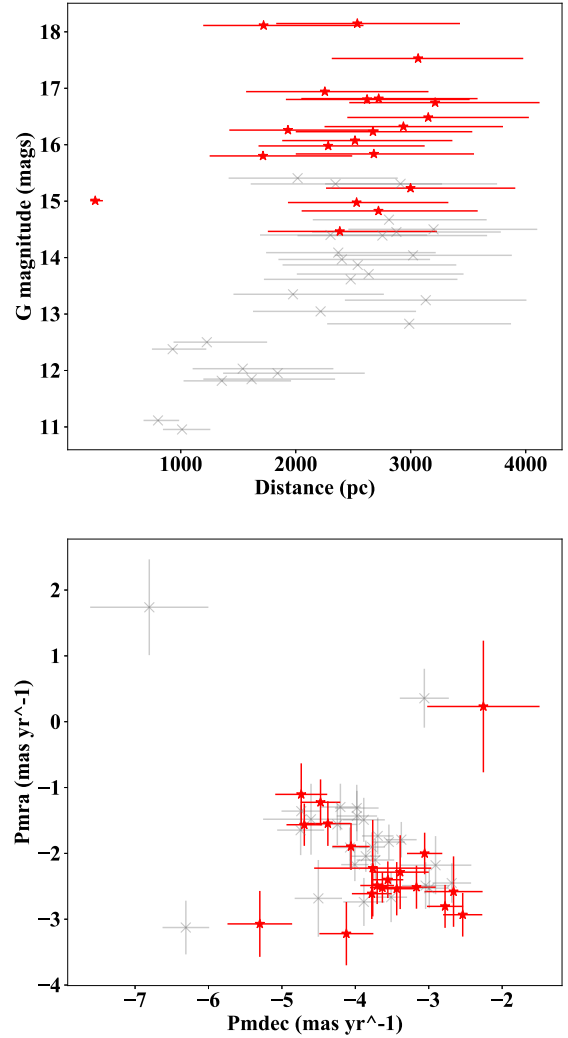 18
17
16
15
14
13
12
11
G magnitude (mags)
1000 2000 3000 4000
Distance (pc)
2
1
0
−1
−2
−3
−4
Pmra (mas yr^-1)
−7 −6 −5 −4 −3 −2
Pmdec (mas yr^-1)